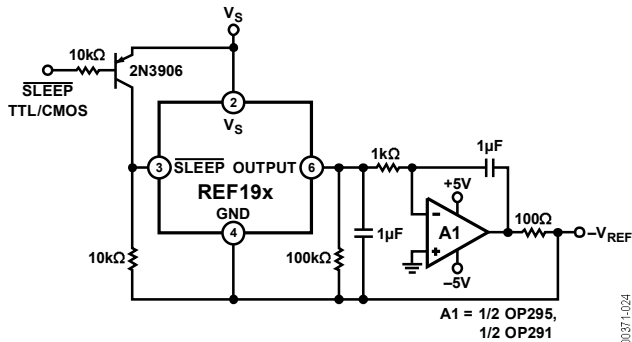 VS
10kΩ
2N3906
SLEEP
TTL/CMOS
2
VS
3
SLEEP
OUTPUT
6
REF19x
GND
4
10kΩ
100kΩ
1µF
1kΩ
1µF
+5V
–
A1
+
–5V
100Ω
–VREF
A1 = 1/2 OP295,
1/2 OP291
00371-024